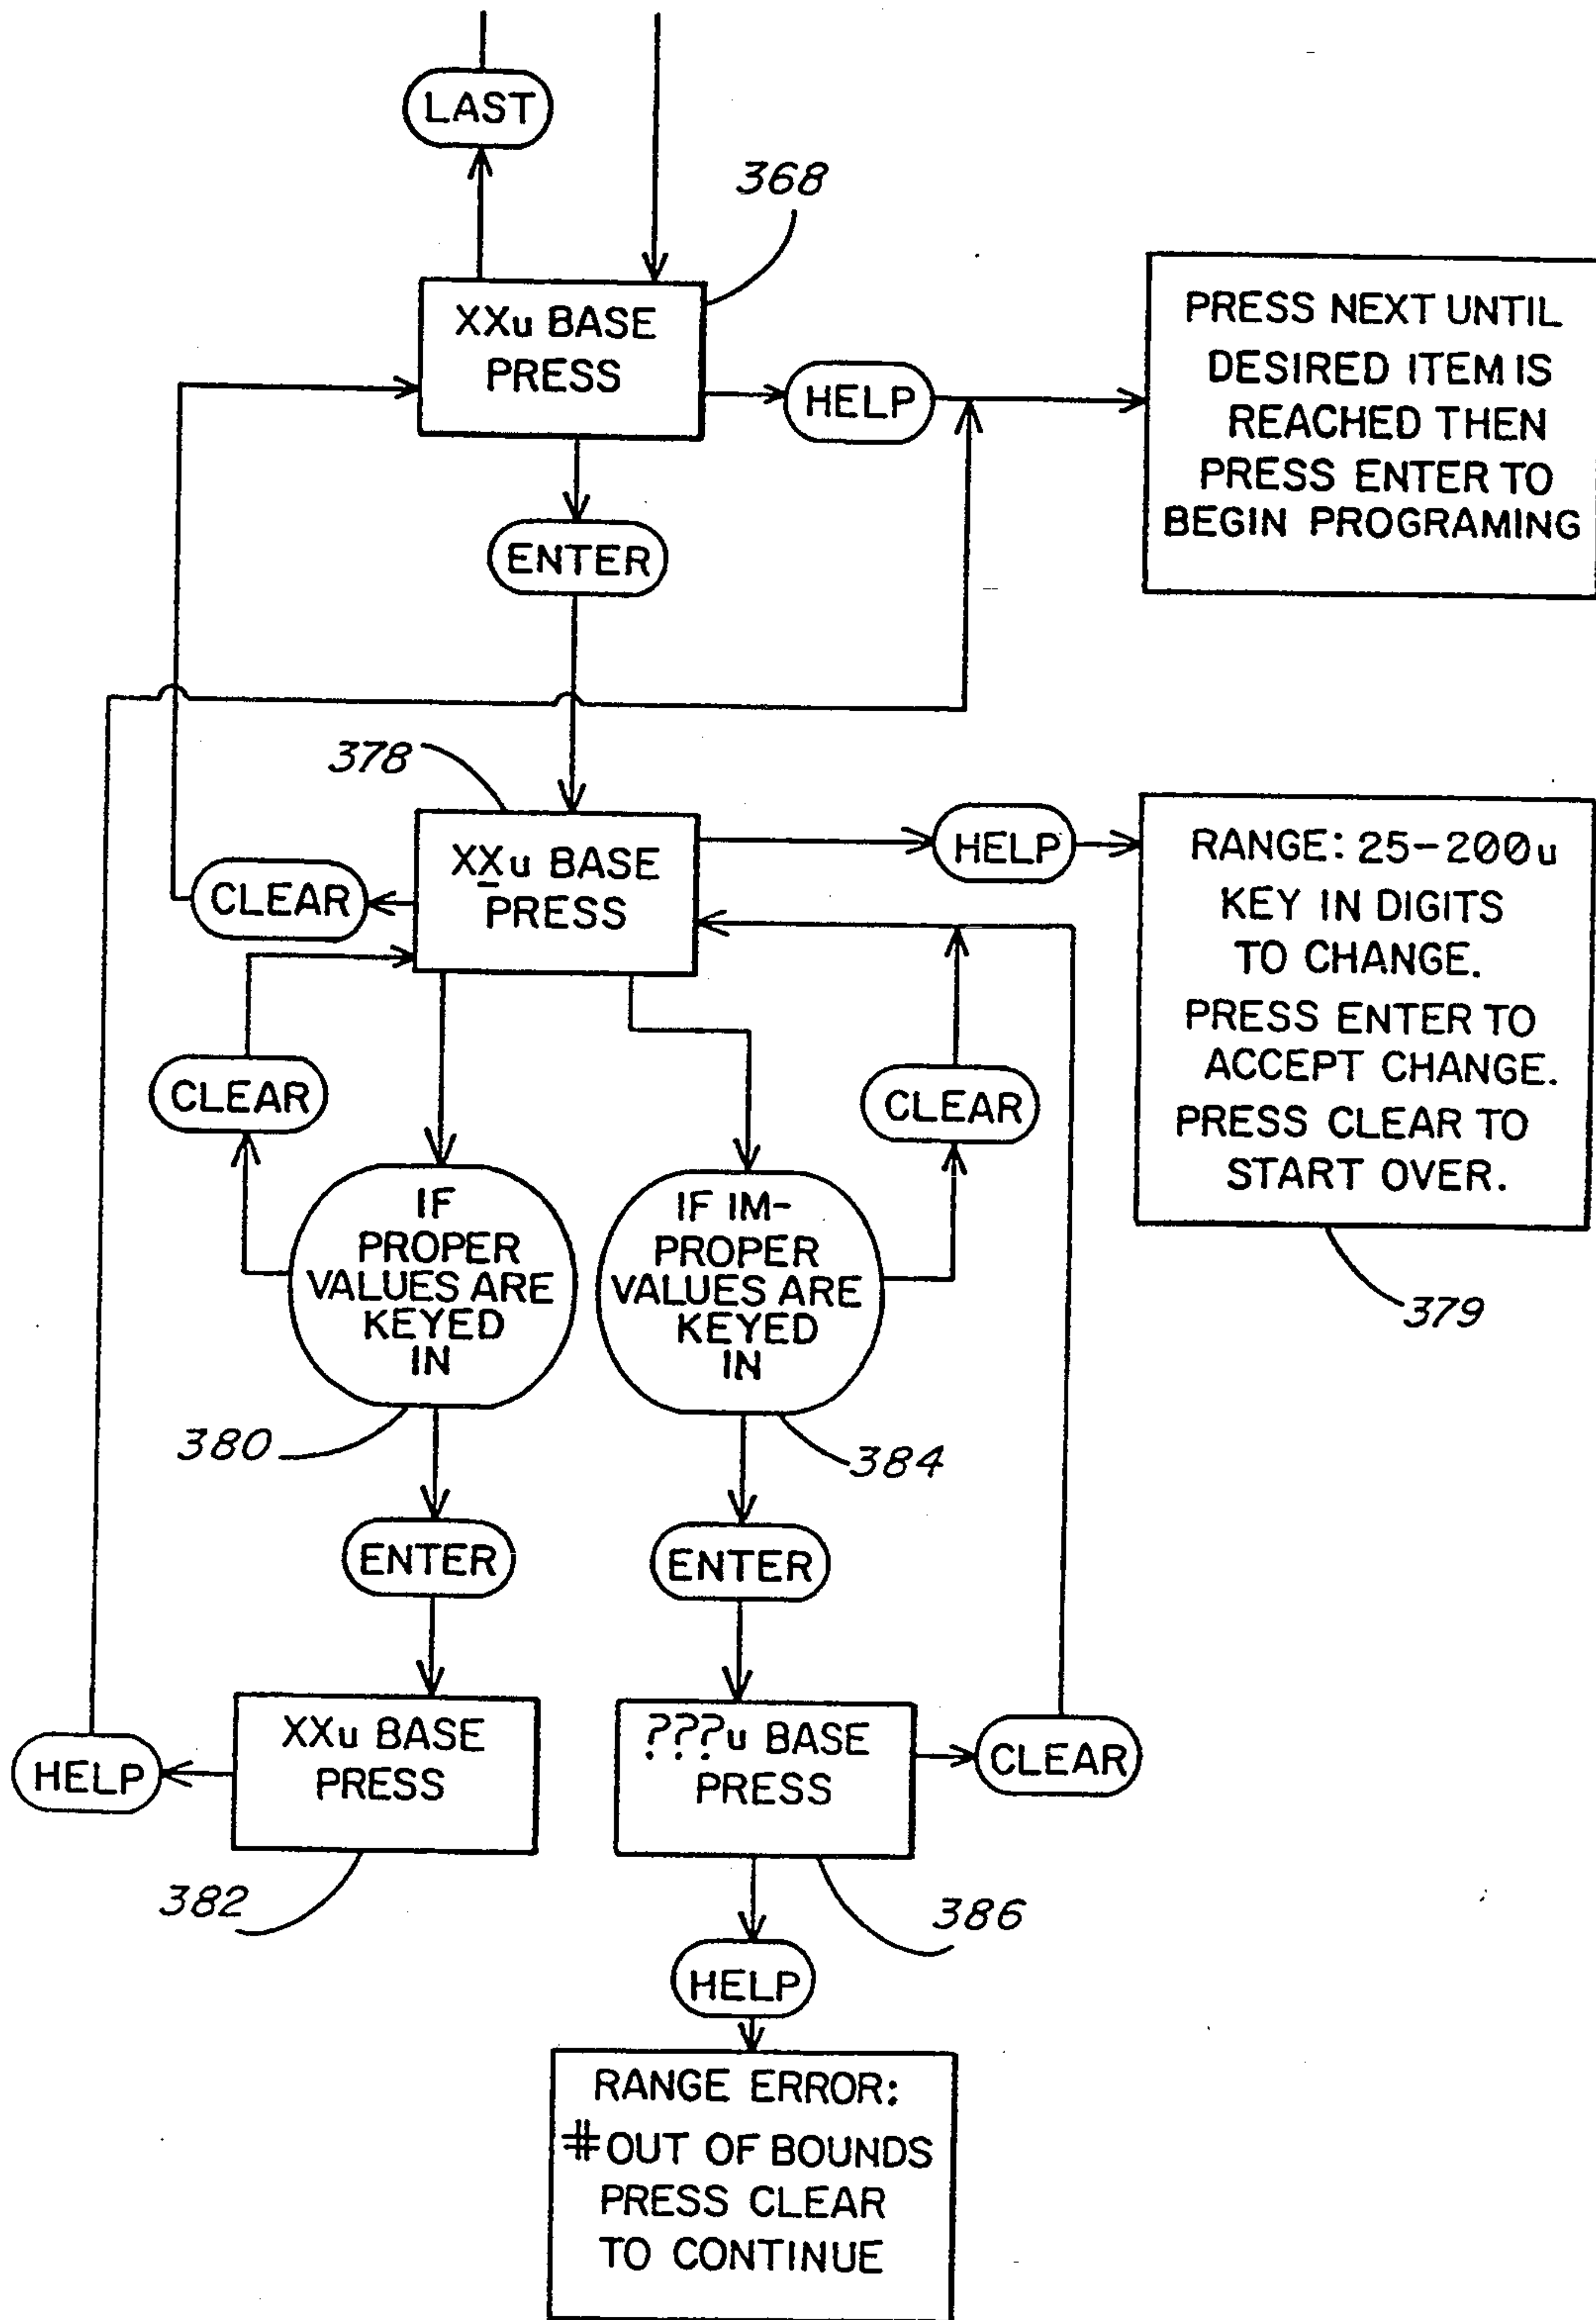 LAST
368
XXu BASE
PRESS
HELP
PRESS NEXT UNTIL
DESIRED ITEM IS
REACHED THEN
PRESS ENTER TO
BEGIN PROGRAMING
ENTER
378
XXu BASE
PRESS
HELP
CLEAR
RANGE: 25-200u
KEY IN DIGITS
TO CHANGE.
PRESS ENTER TO
ACCEPT CHANGE.
PRESS CLEAR TO
START OVER.
379
CLEAR
CLEAR
IF
PROPER
VALUES ARE
KEYED
IN
IF IM-
PROPER
VALUES ARE
KEYED
IN
380
384
ENTER
ENTER
XXu BASE
PRESS
HELP
???u BASE
PRESS
CLEAR
382
386
HELP
RANGE ERROR:
#OUT OF BOUNDS
PRESS CLEAR
TO CONTINUE